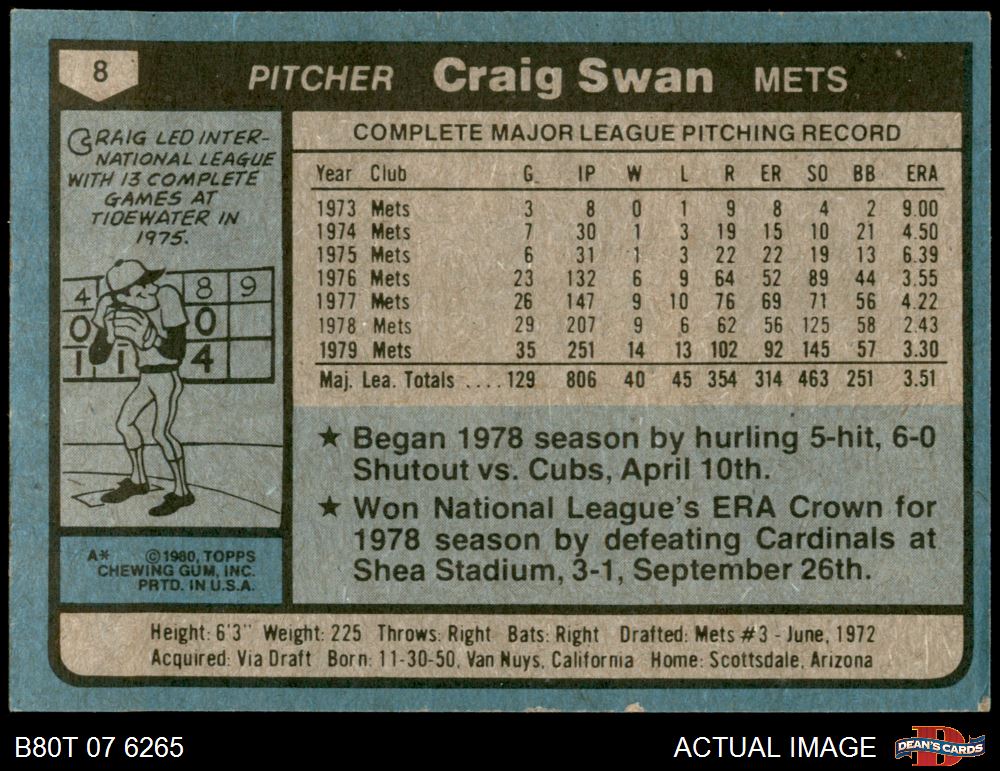 8
PITCHER Craig Swan METS
CRAIG LED INTER-
NATIONAL LEAGUE
WITH 13 COMPLETE
GAMES AT
TIDEWATER IN
1975.
4 8 9
0 0
1 1 4
A* ©1980, TOPPS
CHEWING GUM, INC.
PRTD. IN U.S.A.
COMPLETE MAJOR LEAGUE PITCHING RECORD
Year Club G IP W L R ER SO BB ERA
1973 Mets 3 8 0 1 9 8 4 2 9.00
1974 Mets 7 30 1 3 19 15 10 21 4.50
1975 Mets 6 31 1 3 22 22 19 13 6.39
1976 Mets 23 132 6 9 64 52 89 44 3.55
1977 Mets 26 147 9 10 76 69 71 56 4.22
1978 Mets 29 207 9 6 62 56 125 58 2.43
1979 Mets 35 251 14 13 102 92 145 57 3.30
Maj. Lea. Totals ....129 806 40 45 354 314 463 251 3.51
★ Began 1978 season by hurling 5-hit, 6-0
Shutout vs. Cubs, April 10th.
★ Won National League's ERA Crown for
1978 season by defeating Cardinals at
Shea Stadium, 3-1, September 26th.
Height: 6'3" Weight: 225 Throws: Right Bats: Right Drafted: Mets #3 - June, 1972
Acquired: Via Draft Born: 11-30-50, Van Nuys, California Home: Scottsdale, Arizona
B80T 07 6265
ACTUAL IMAGE
D
DEAN'S CARDS